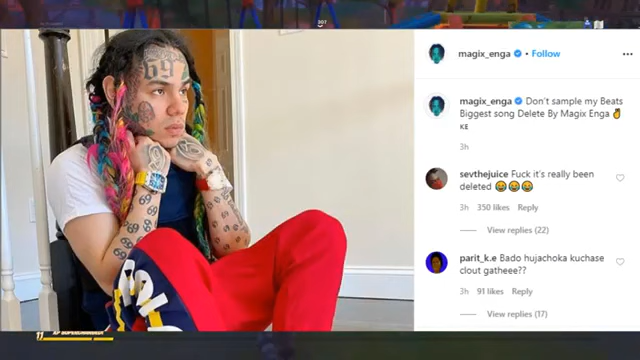 magix_enga • Follow
magix_enga Don't sample my Beats
Biggest song Delete By Magix Enga
KE
3h
sevthejuice Fuck it's really been
deleted 😂😂😂
3h 350 likes Reply
View replies (22)
parit_k.e Bado hujachoka kuchase
clout gatheee??
3h 91 likes Reply
View replies (17)
69